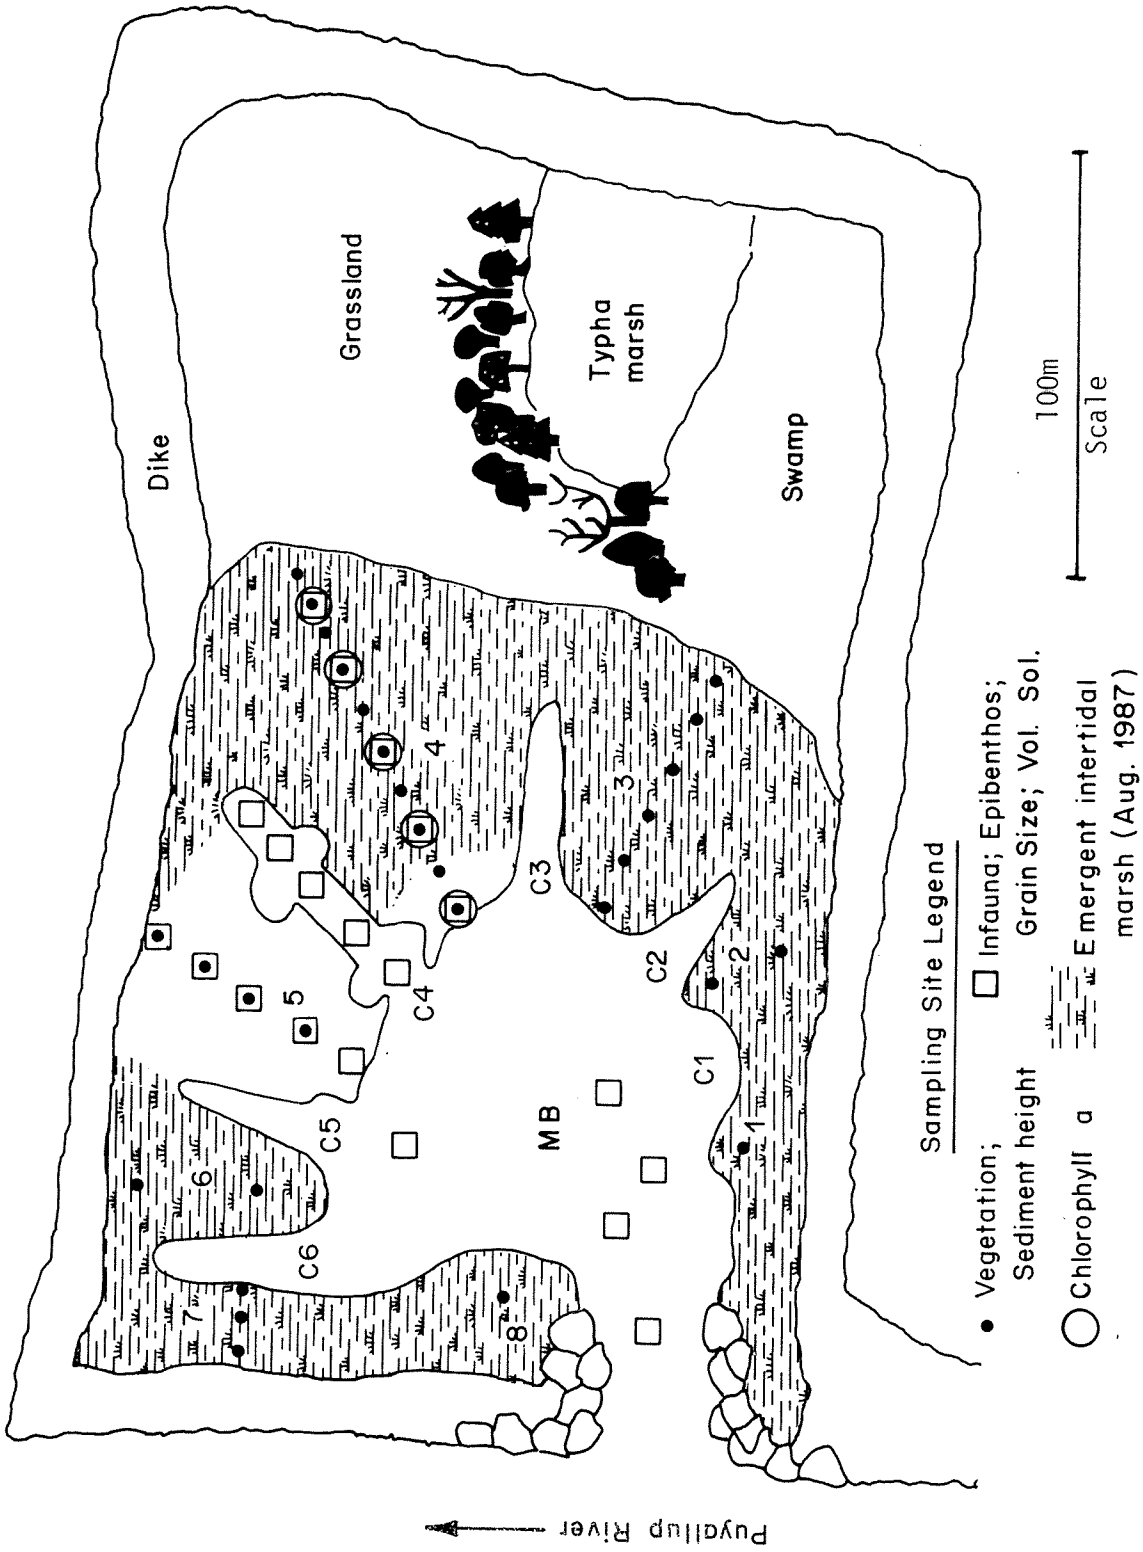 Dike
Grassland
Typha
marsh
Swamp
4
3
C3
C2
2
C4
5
C1
1
MB
C5
6
C6
7
8
Puyallup River
100m
Scale
Sampling Site Legend
Vegetation;
Sediment height
Infauna; Epibenthos;
Grain Size; Vol. Sol.
Chlorophyll a
Emergent intertidal
marsh (Aug. 1987)